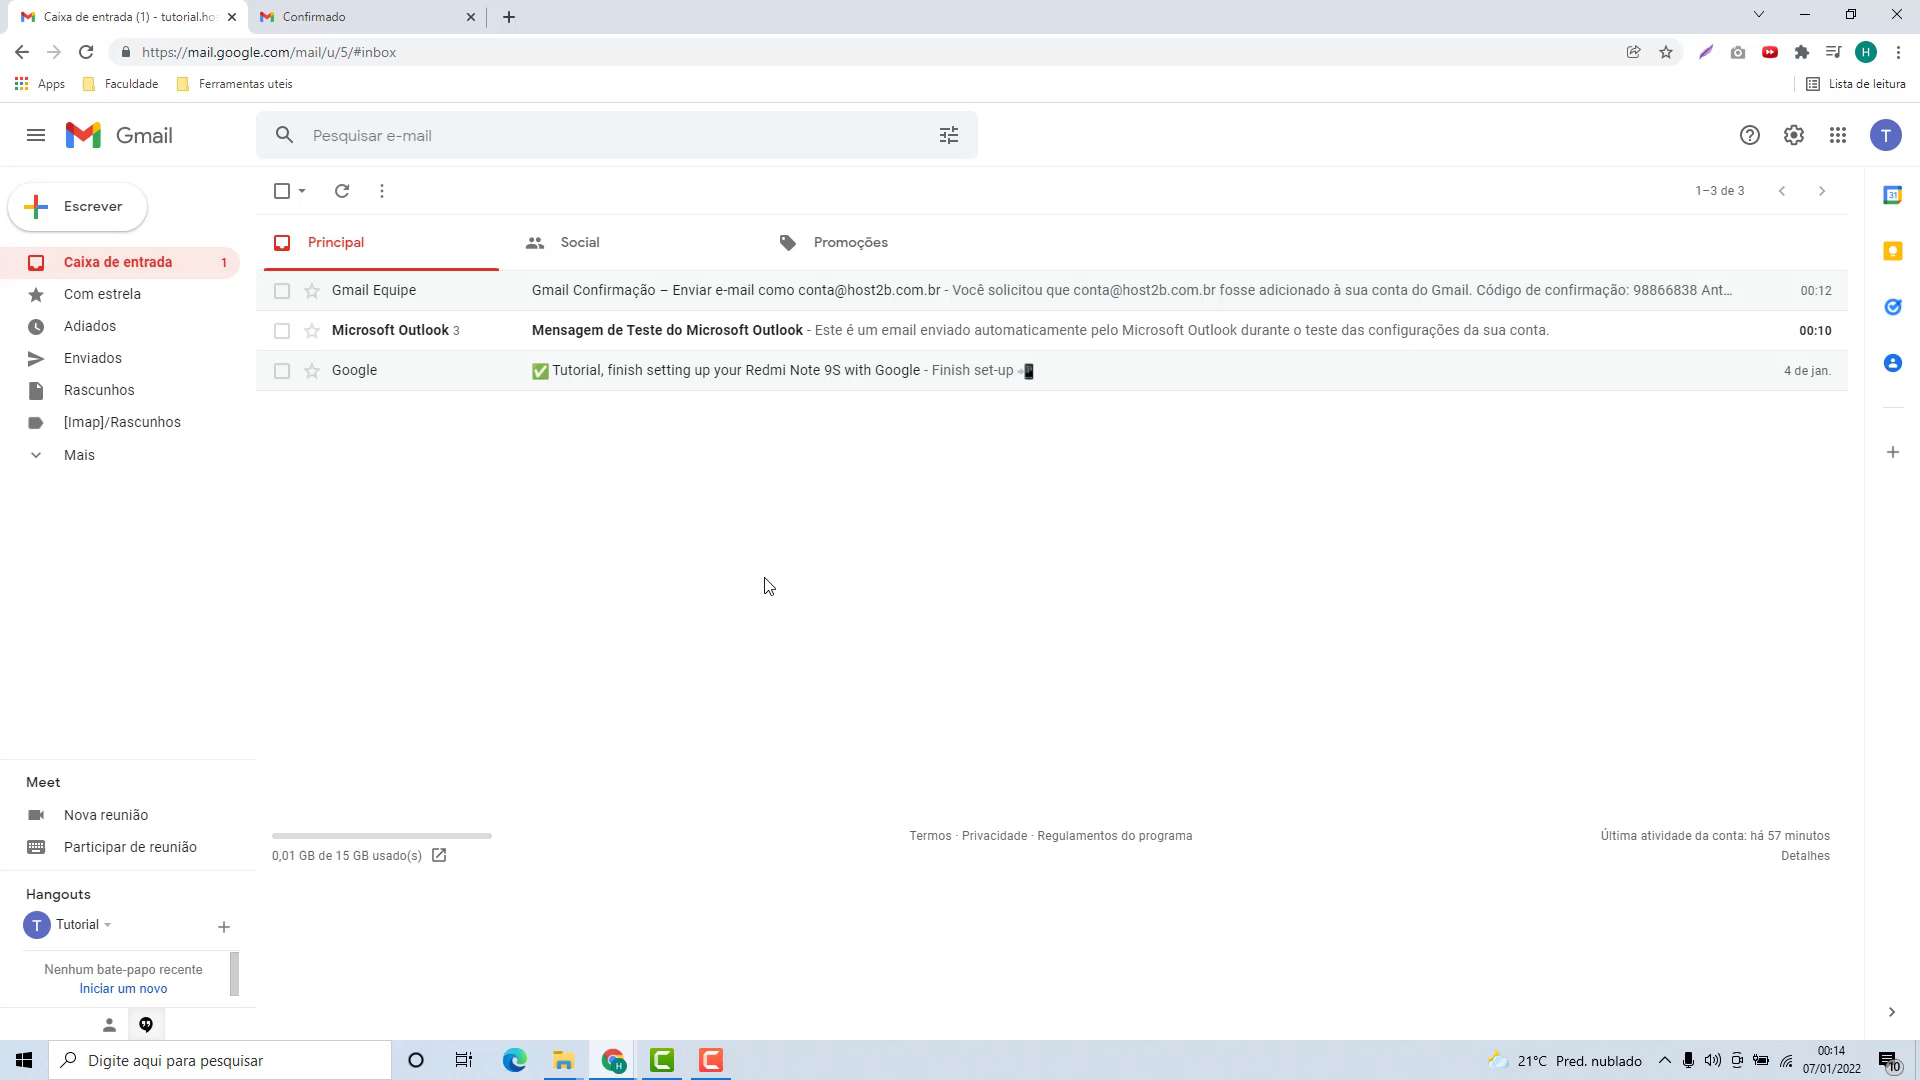 Caixa de entrada (1) - tutorial.ho
Confirmado
https://mail.google.com/mail/u/5/#inbox
H
Apps
Faculdade
Ferramentas uteis
Lista de leitura
Gmail
Pesquisar e-mail
T
Escrever
1–3 de 3
31
Principal
Social
Promoções
Caixa de entrada
1
Com estrela
Adiados
Enviados
Rascunhos
[Imap]/Rascunhos
Mais
Gmail Equipe
Gmail Confirmação – Enviar e-mail como conta@host2b.com.br - Você solicitou que conta@host2b.com.br fosse adicionado à sua conta do Gmail. Código de confirmação: 98866838 Ant…
00:12
Microsoft Outlook 3
Mensagem de Teste do Microsoft Outlook - Este é um email enviado automaticamente pelo Microsoft Outlook durante o teste das configurações da sua conta.
00:10
Google
✅ Tutorial, finish setting up your Redmi Note 9S with Google - Finish set-up 📲
4 de jan.
Meet
Nova reunião
Participar de reunião
Hangouts
T
Tutorial
Nenhum bate-papo recente
Iniciar um novo
0,01 GB de 15 GB usado(s)
Termos · Privacidade · Regulamentos do programa
Última atividade da conta: há 57 minutos
Detalhes
Digite aqui para pesquisar
H
21°C Pred. nublado
00:14
07/01/2022
10